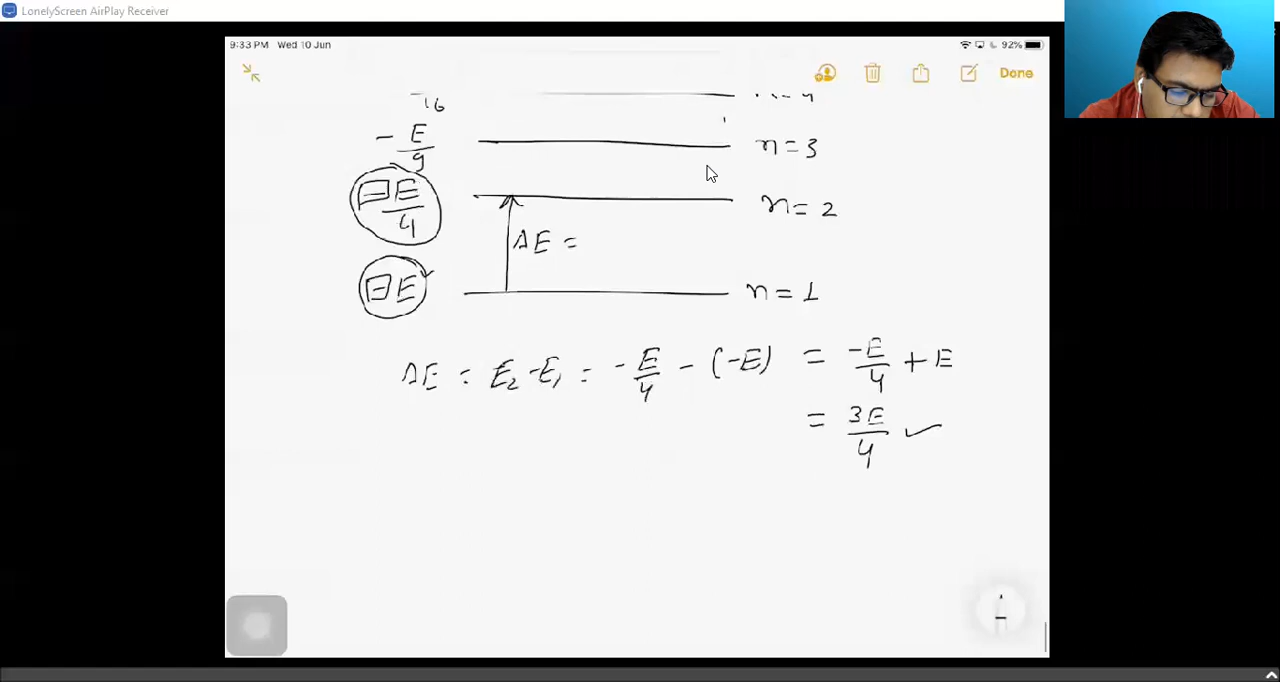 LonelyScreen AirPlay Receiver
9:33 PM Wed 10 Jun
92%
Done
16
- E/9 n = 3
- E/4 n = 2
ΔE =
- E n = 1
ΔE = E₂ - E₁ = - E/4 - (-E) = -E/4 + E
= 3E/4 ✓